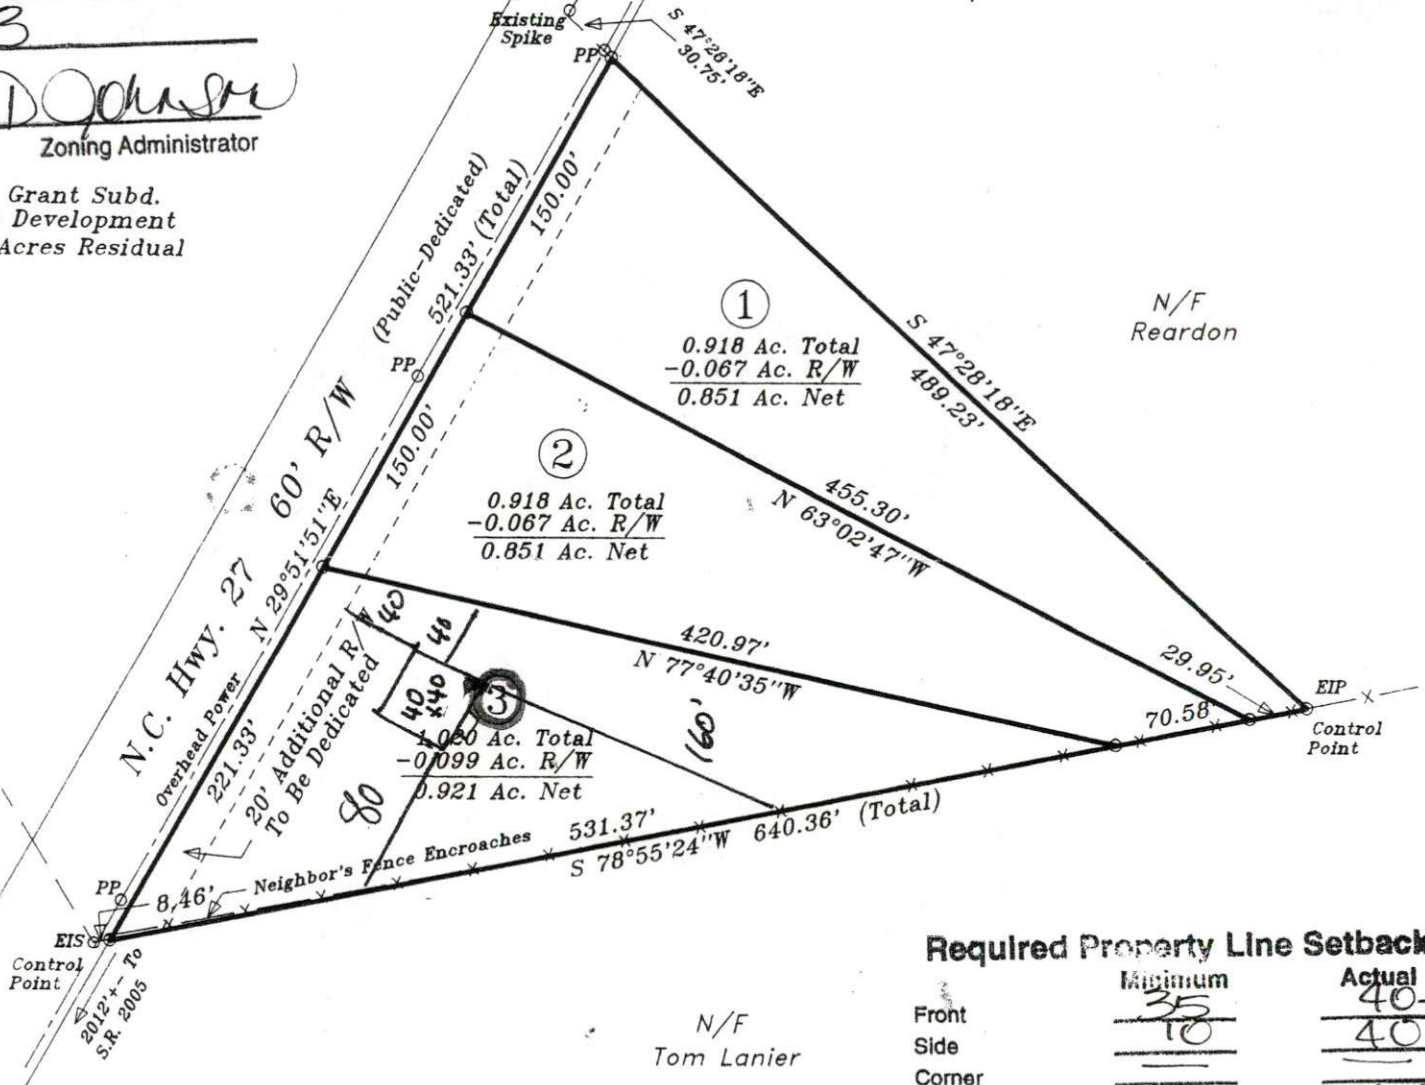 3
D Johnson
Zoning Administrator
Grant Subd.
Development
Acres Residual
Existing
Spike
PP
S 47°28'18"E
30.75'
(Public-Dedicated)
521.33' (Total)
150.00'
1
0.918 Ac. Total
-0.067 Ac. R/W
0.851 Ac. Net
N/F
Reardon
S 47°28'18"E
489.23'
PP
60' R/W
150.00'
2
0.918 Ac. Total
-0.067 Ac. R/W
0.851 Ac. Net
455.30'
N 63°02'47"W
N.C. Hwy. 27
N 29°51'51"E
Overhead Power
221.33'
20' Additional R/W
To Be Dedicated
40
40
40
x40
3
1.020 Ac. Total
-0.099 Ac. R/W
0.921 Ac. Net
80
160'
420.97'
N 77°40'35"W
29.95'
70.58'
EIP
Control
Point
531.37'
S 78°55'24"W 640.36' (Total)
Neighbor's Fence Encroaches
PP
8.46'
EIS
Control
Point
2012'+- To
S.R. 2005
N/F
Tom Lanier
Required Property Line Setback
Minimum Actual
Front 35 40
Side 10 40
Corner